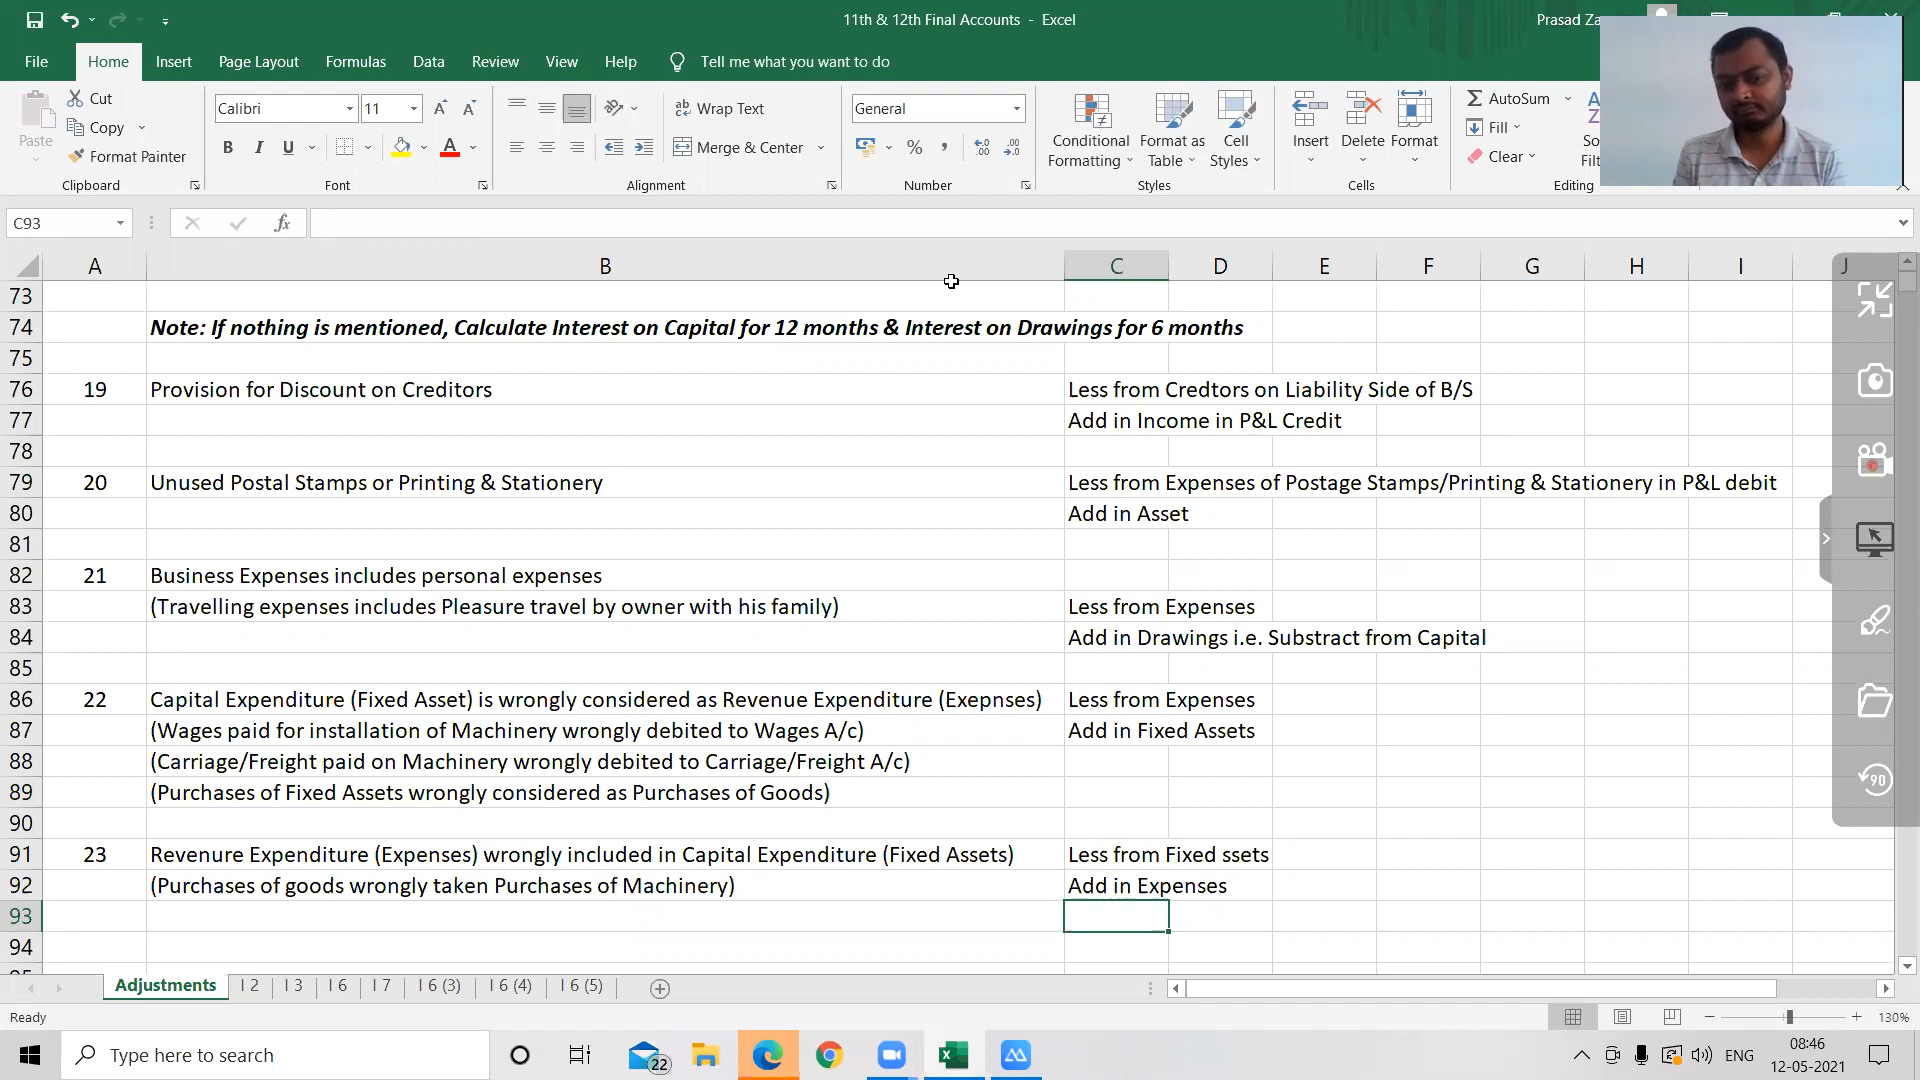 11th & 12th Final Accounts - Excel
Prasad Za
File Home Insert Page Layout Formulas Data Review View Help Tell me what you want to do
Paste Cut Copy Format Painter Clipboard
Calibri 11 B I U A Font
Wrap Text Merge & Center Alignment
General % , Number
Conditional Formatting Format as Table Cell Styles Styles
Insert Delete Format Cells
AutoSum Fill Clear Editing
C93 fx
A B C D E F G H I J
73
74 Note: If nothing is mentioned, Calculate Interest on Capital for 12 months & Interest on Drawings for 6 months
75
76 19 Provision for Discount on Creditors Less from Credtors on Liability Side of B/S
77 Add in Income in P&L Credit
78
79 20 Unused Postal Stamps or Printing & Stationery Less from Expenses of Postage Stamps/Printing & Stationery in P&L debit
80 Add in Asset
81
82 21 Business Expenses includes personal expenses
83 (Travelling expenses includes Pleasure travel by owner with his family) Less from Expenses
84 Add in Drawings i.e. Substract from Capital
85
86 22 Capital Expenditure (Fixed Asset) is wrongly considered as Revenue Expenditure (Exepnses) Less from Expenses
87 (Wages paid for installation of Machinery wrongly debited to Wages A/c) Add in Fixed Assets
88 (Carriage/Freight paid on Machinery wrongly debited to Carriage/Freight A/c)
89 (Purchases of Fixed Assets wrongly considered as Purchases of Goods)
90
91 23 Revenure Expenditure (Expenses) wrongly included in Capital Expenditure (Fixed Assets) Less from Fixed ssets
92 (Purchases of goods wrongly taken Purchases of Machinery) Add in Expenses
93
94
Adjustments I 2 I 3 I 6 I 7 I 6 (3) I 6 (4) I 6 (5)
Ready 130%
Type here to search 22 ENG 08:46
12-05-2021